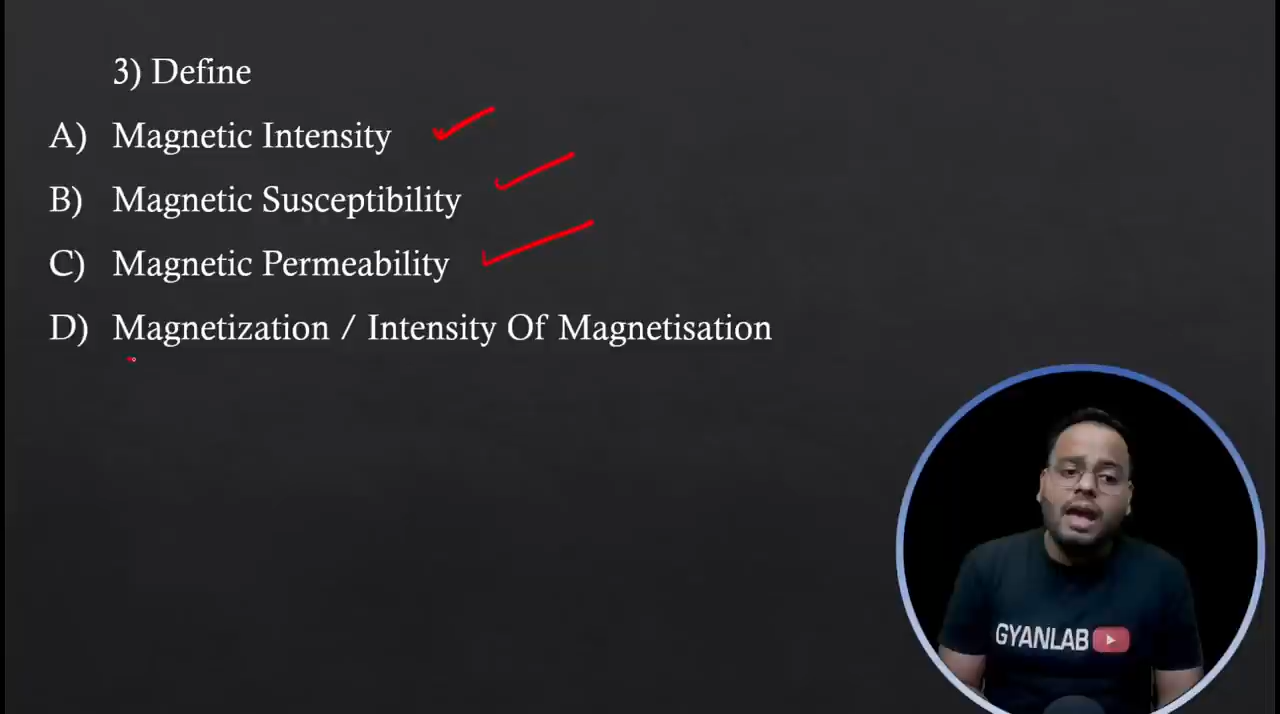 3) Define
A) Magnetic Intensity
B) Magnetic Susceptibility
C) Magnetic Permeability
D) Magnetization / Intensity Of Magnetisation
GYANLAB